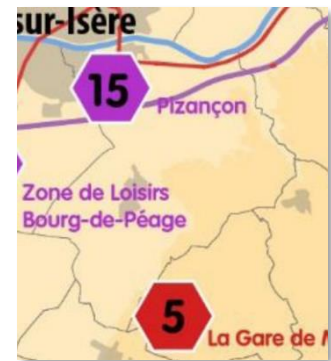 sur-Isère
15
Pizançon
Zone de Loisirs
Bourg-de-Péage
5
La Gare de